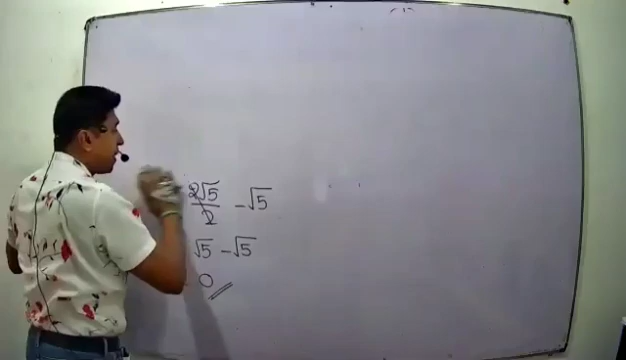 2√5/2 - √5
√5 - √5
0